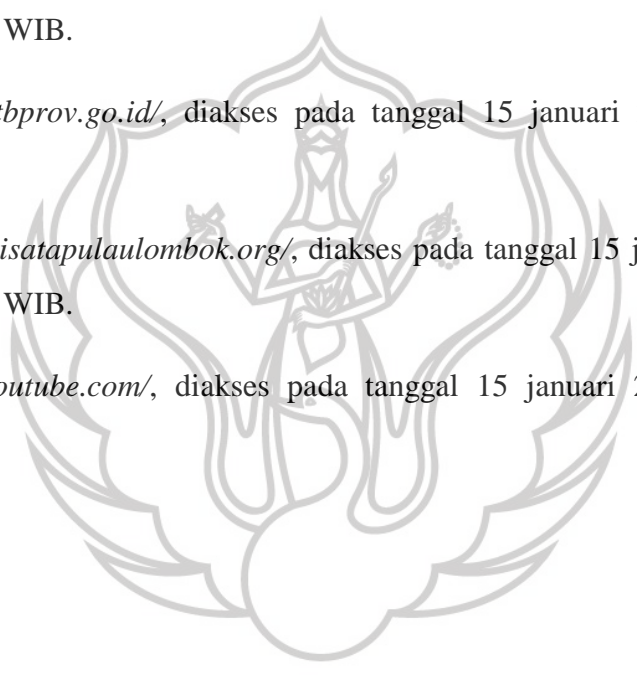 WIB.
tbprov.go.id/, diakses pada tanggal 15 januari
isatapulaulombok.org/, diakses pada tanggal 15 j
WIB.
outube.com/, diakses pada tanggal 15 januari 2